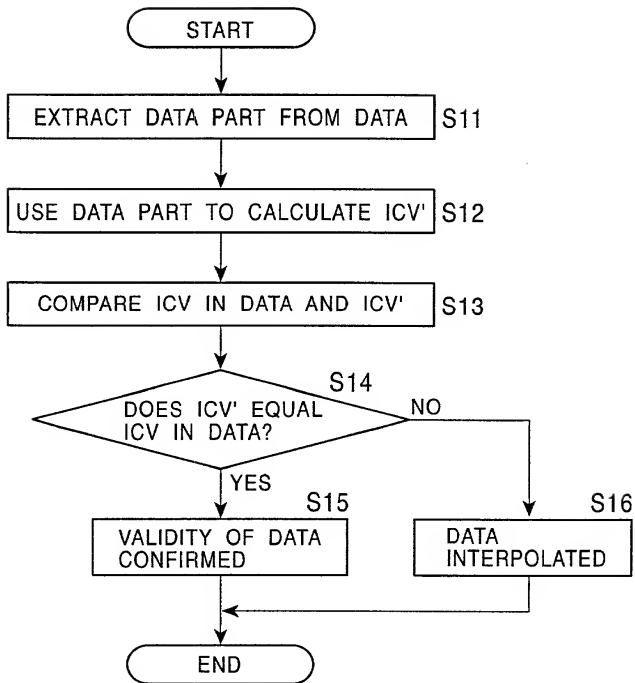 START
EXTRACT DATA PART FROM DATA
S11
USE DATA PART TO CALCULATE ICV'
S12
COMPARE ICV IN DATA AND ICV'
S13
S14
DOES ICV' EQUAL
ICV IN DATA?
NO
YES
S15
VALIDITY OF DATA
CONFIRMED
S16
DATA
INTERPOLATED
END